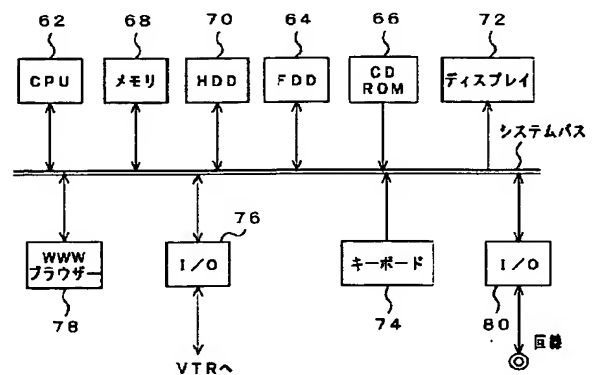 62
68
70
64
66
72
CPU
メモリ
HDD
FDD
CD
ROM
ディスプレイ
システムバス
WWW
ブラウザー
78
I/O
76
VTRへ
キーボード
74
I/O
80
回線